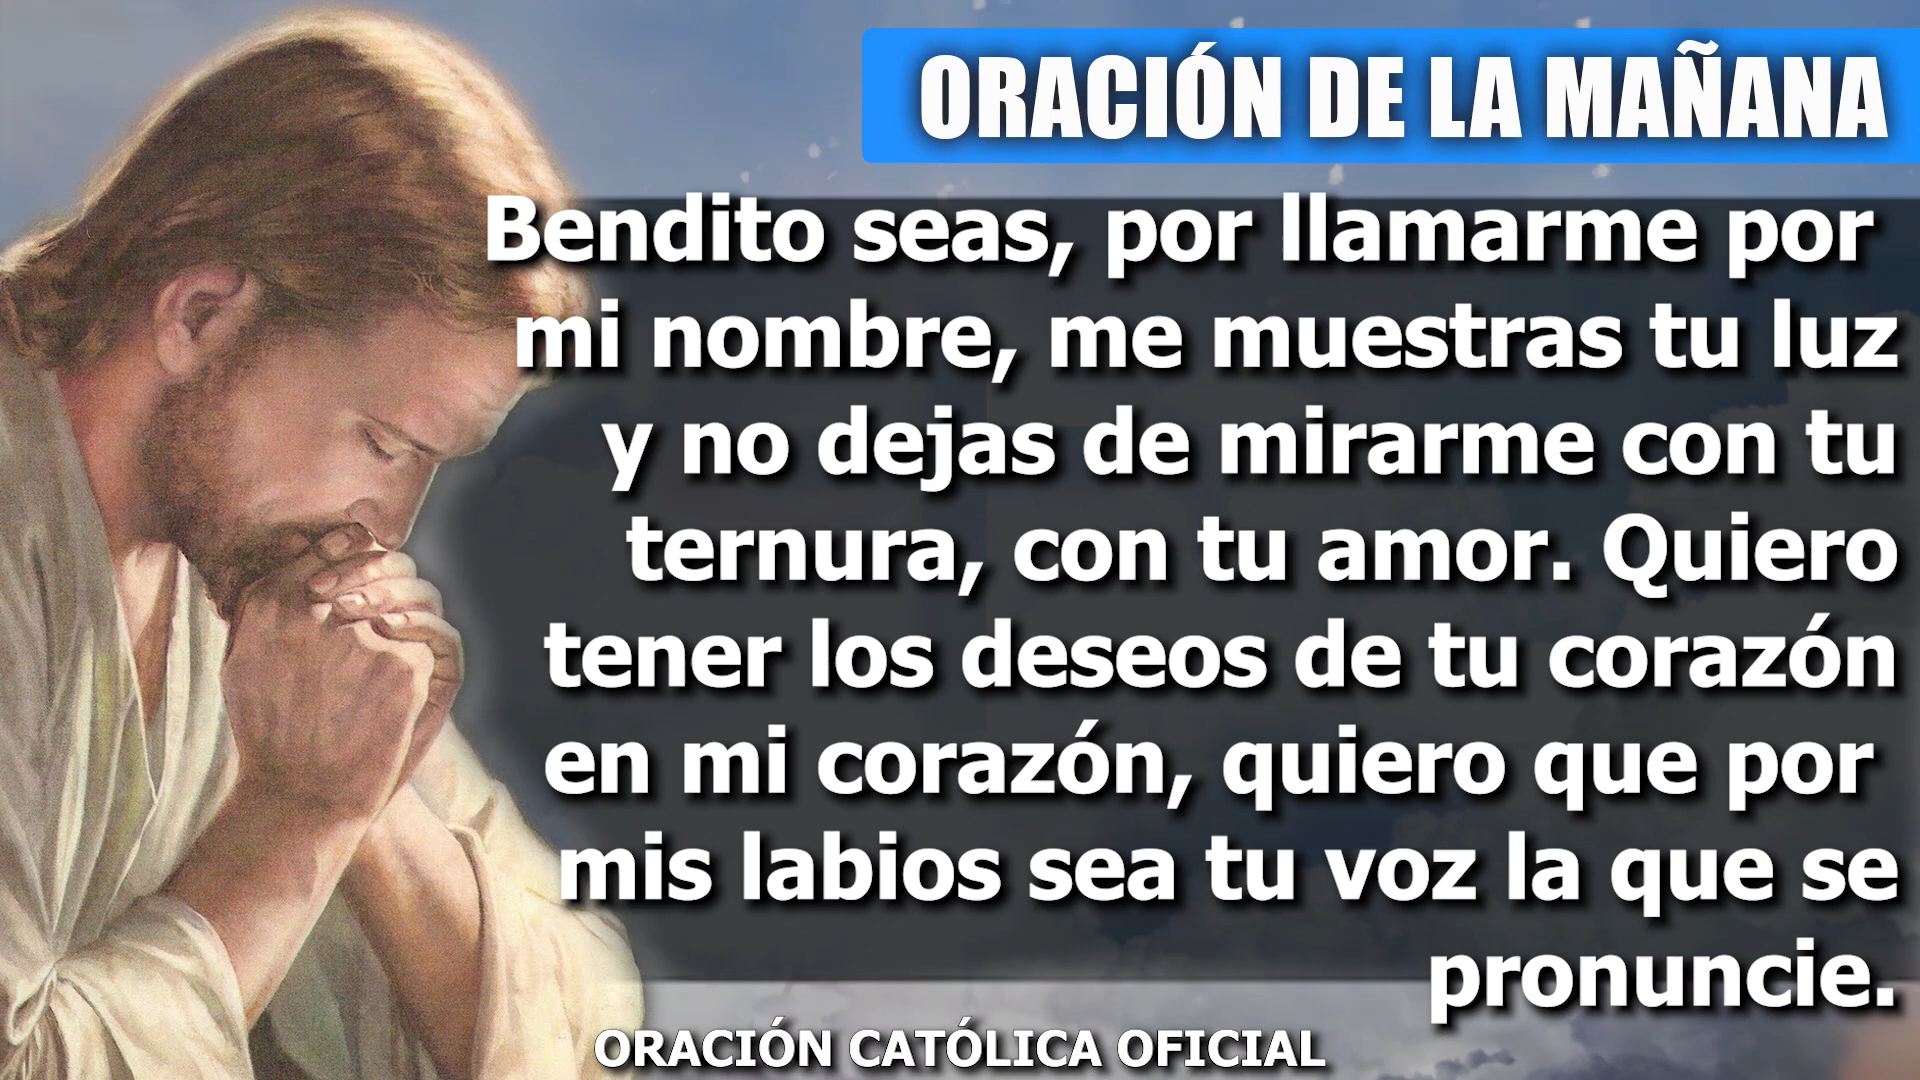 ORACIÓN DE LA MAÑANA
Bendito seas, por llamarme por
mi nombre, me muestras tu luz
y no dejas de mirarme con tu
ternura, con tu amor. Quiero
tener los deseos de tu corazón
en mi corazón, quiero que por
mis labios sea tu voz la que se
pronuncie.
ORACIÓN CATÓLICA OFICIAL